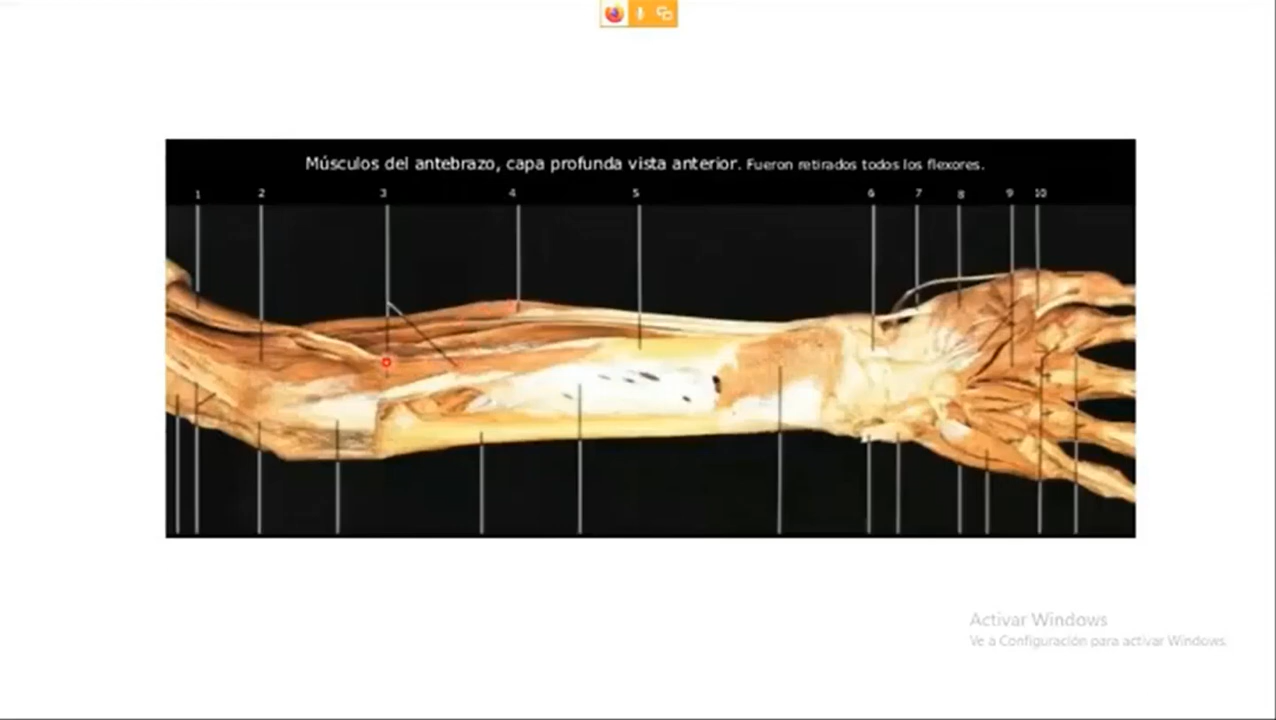 Músculos del antebrazo, capa profunda vista anterior. Fueron retirados todos los flexores.
1 2 3 4 5 6 7 8 9 10
Activar Windows
Ve a Configuración para activar Windows.